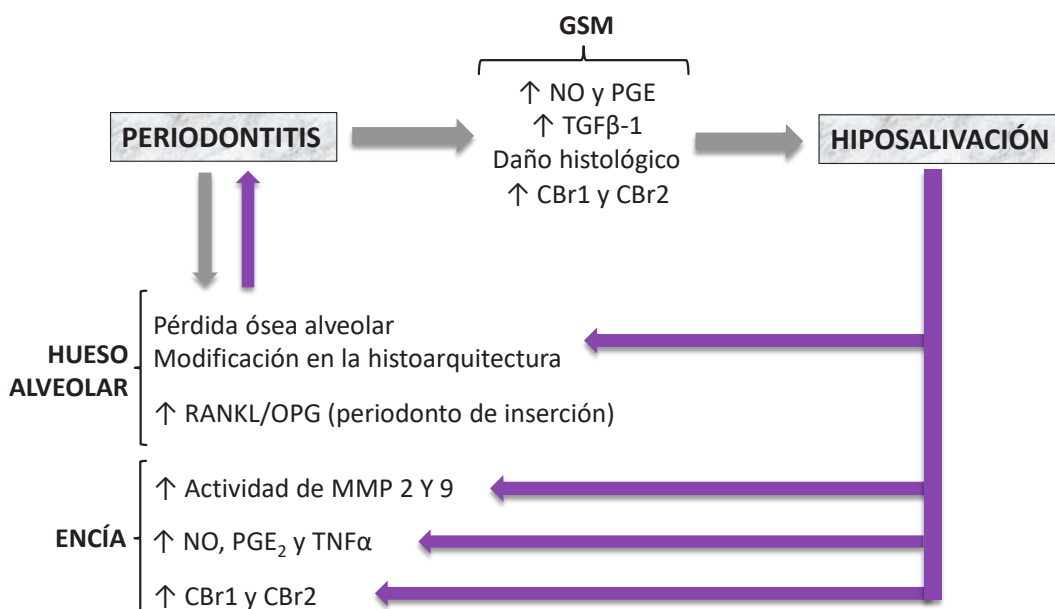 GSM
↑ NO y PGE
↑ TGFβ-1
Daño histológico
↑ CBr1 y CBr2
PERIODONTITIS
HIPOSALIVACIÓN
HUESO
ALVEOLAR
Pérdida ósea alveolar
Modificación en la histoarquitectura
↑ RANKL/OPG (periodonto de inserción)
ENCÍA
↑ Actividad de MMP 2 Y 9
↑ NO, PGE₂ y TNFα
↑ CBr1 y CBr2